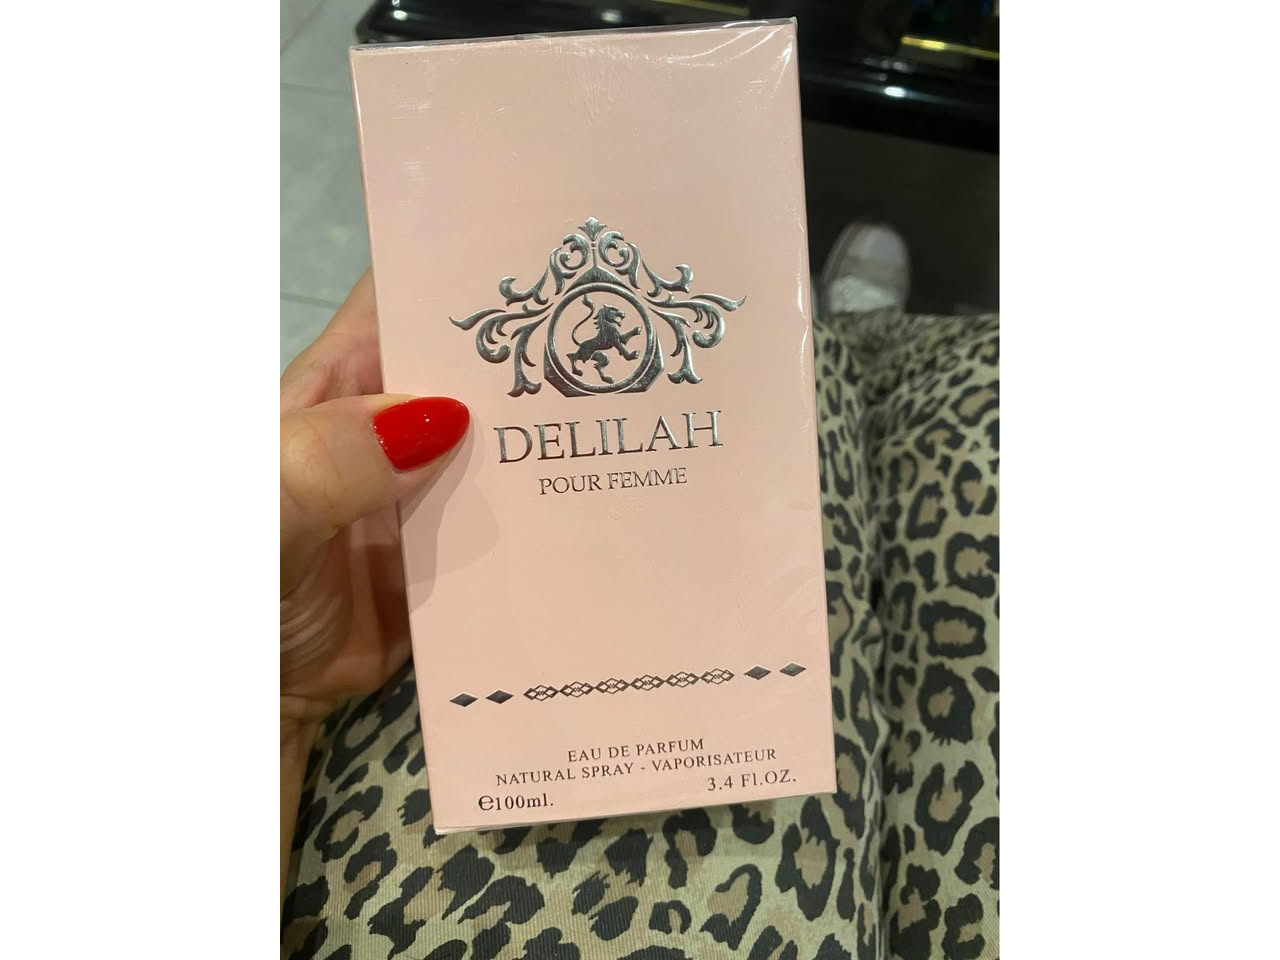 DELILAH
POUR FEMME
EAU DE PARFUM
NATURAL SPRAY - VAPORISATEUR
℮100ml.
3.4 Fl.OZ.